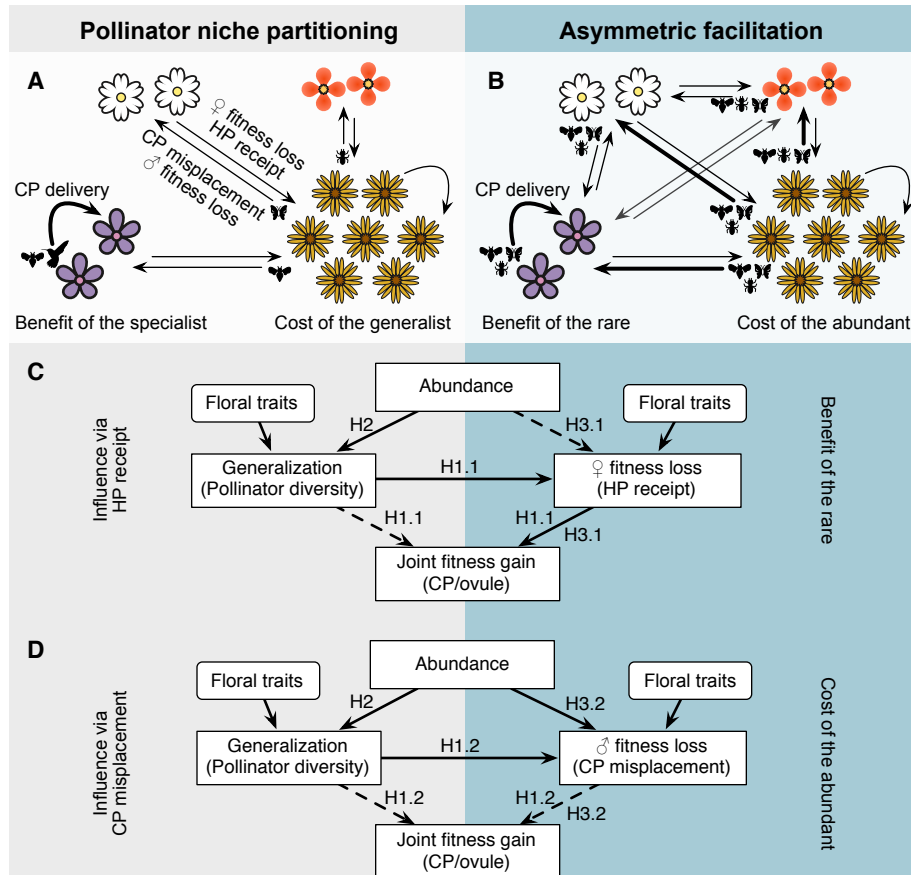 Pollinator niche partitioning
Asymmetric facilitation
A
♀ fitness loss
HP receipt
CP misplacement
♂ fitness loss
CP delivery
Benefit of the specialist
Cost of the generalist
B
CP delivery
Benefit of the rare
Cost of the abundant
C
Influence via
HP receipt
Abundance
Floral traits
Floral traits
H2
H3.1
Generalization
(Pollinator diversity)
H1.1
♀ fitness loss
(HP receipt)
H1.1
H1.1
H3.1
Joint fitness gain
(CP/ovule)
Benefit of the rare
D
Influence via
CP misplacement
Abundance
Floral traits
Floral traits
H2
H3.2
Generalization
(Pollinator diversity)
H1.2
♂ fitness loss
(CP misplacement)
H1.2
H1.2
H3.2
Joint fitness gain
(CP/ovule)
Cost of the abundant